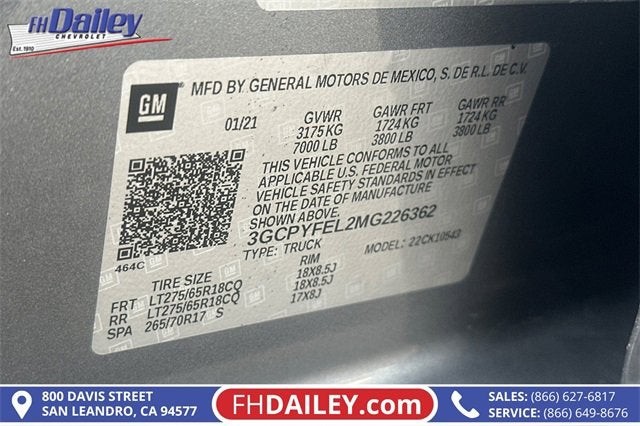 FHDailey
CHEVROLET
Est. 1910
GM
MFD BY GENERAL MOTORS DE MEXICO, S. DE R.L. DE C.V.
01/21 GVWR GAWR FRT GAWR RR
3175 KG 1724 KG 1724 KG
7000 LB 3800 LB 3800 LB
THIS VEHICLE CONFORMS TO ALL
APPLICABLE U.S. FEDERAL MOTOR
VEHICLE SAFETY STANDARDS IN EFFECT
ON THE DATE OF MANUFACTURE
SHOWN ABOVE.
3GCPYFEL2MG226362
TYPE: TRUCK MODEL: 22CK10543
464C
TIRE SIZE RIM
FRT LT275/65R18CQ 18X8.5J
RR LT275/65R18CQ 18X8.5J
SPA 265/70R17 S 17X8J
800 DAVIS STREET
SAN LEANDRO, CA 94577
FHDAILEY.com
SALES: (866) 627-6817
SERVICE: (866) 649-8676